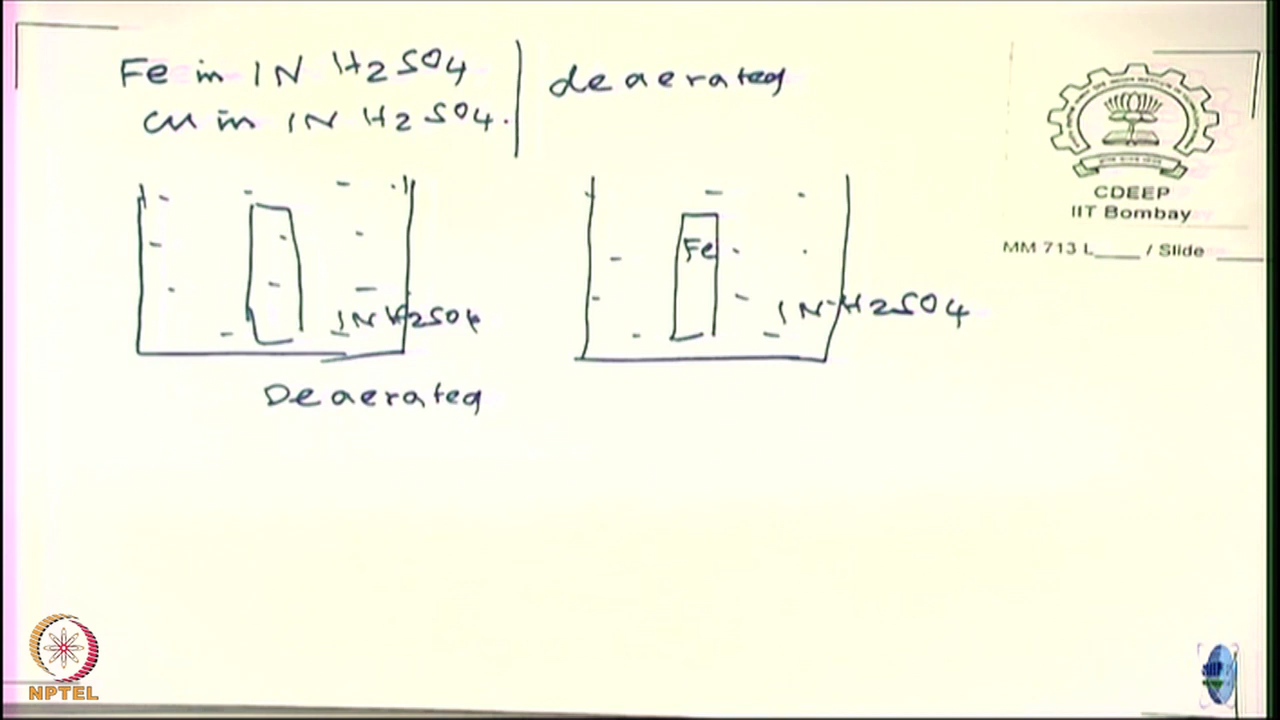 Fe in 1N H2SO4 | deaerated
Cu in 1N H2SO4.
CDEEP
IIT Bombay
MM 713 L____ / Slide ____
Fe
1N H2SO4
1N H2SO4
Deaerated
NPTEL